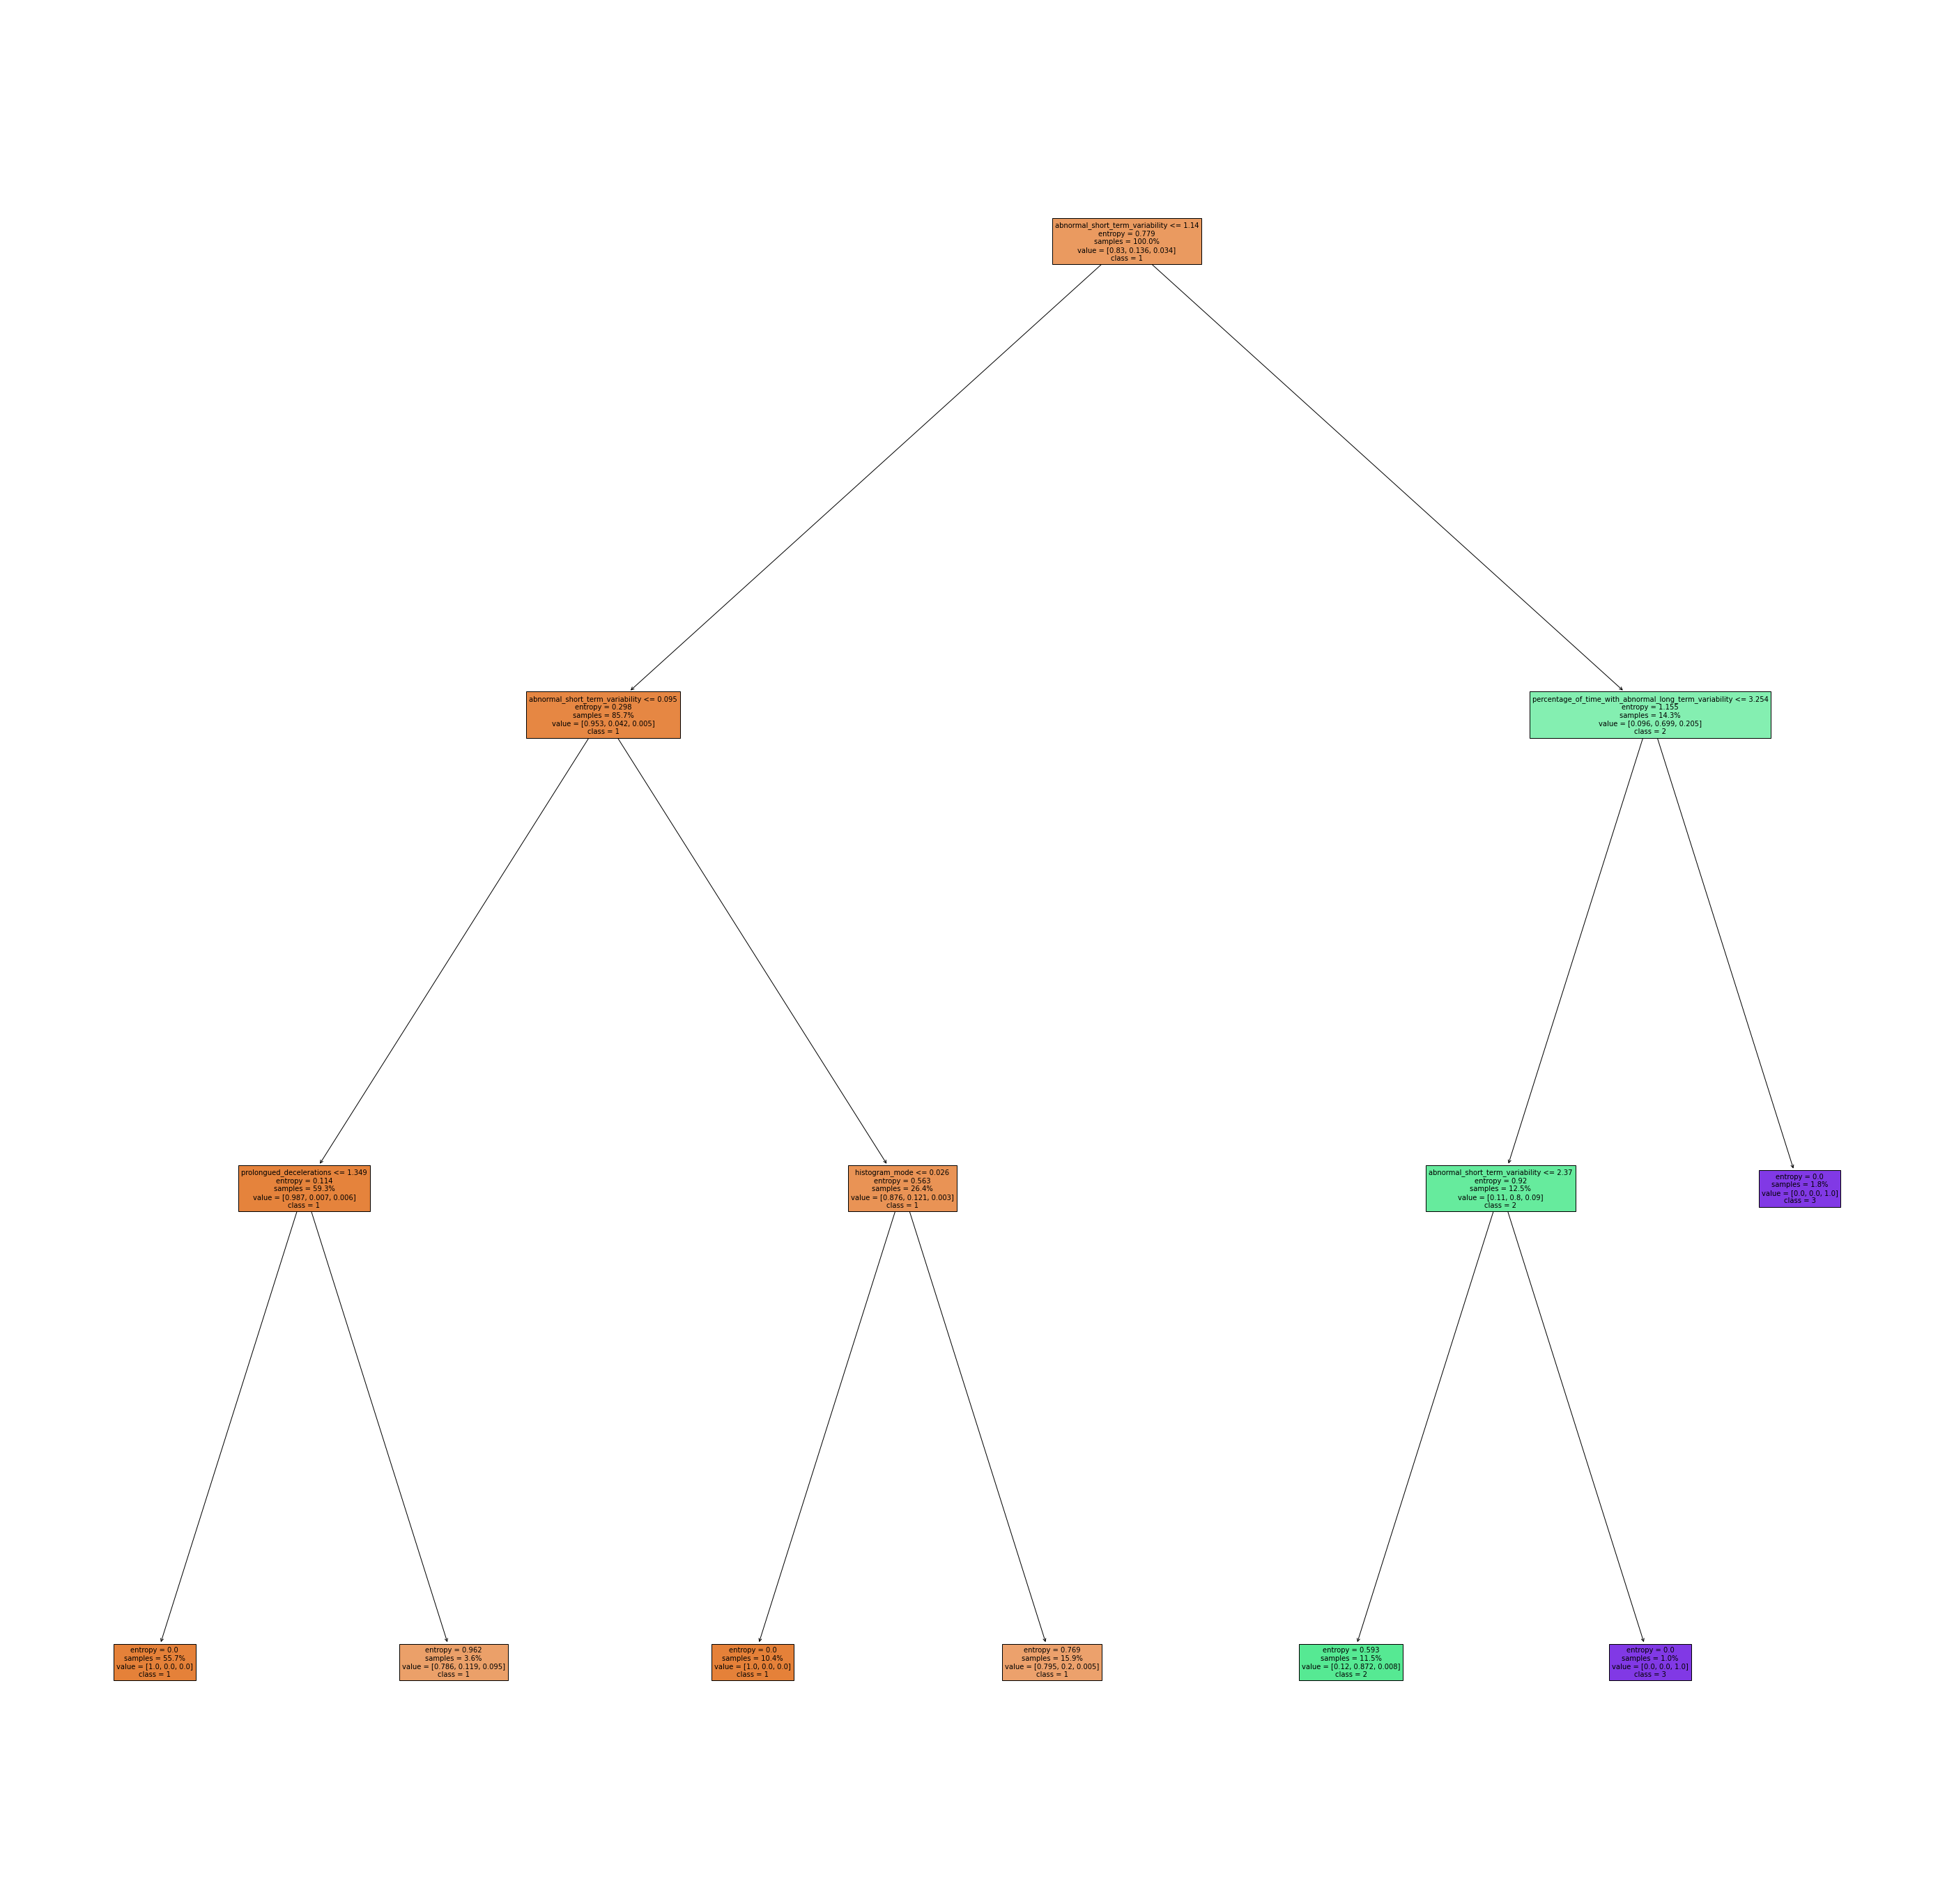 abnormal_short_term_variability <= 1.14
entropy = 0.779
samples = 100.0%
value = [0.83, 0.136, 0.034]
class = 1
abnormal_short_term_variability <= 0.095
entropy = 0.298
samples = 85.7%
value = [0.953, 0.042, 0.005]
class = 1
percentage_of_time_with_abnormal_long_term_variability <= 3.254
entropy = 1.155
samples = 14.3%
value = [0.096, 0.699, 0.205]
class = 2
prolongued_decelerations <= 1.349
entropy = 0.114
samples = 59.3%
value = [0.987, 0.007, 0.006]
class = 1
histogram_mode <= 0.026
entropy = 0.563
samples = 26.4%
value = [0.876, 0.121, 0.003]
class = 1
abnormal_short_term_variability <= 2.37
entropy = 0.92
samples = 12.5%
value = [0.11, 0.8, 0.09]
class = 2
entropy = 0.0
samples = 1.8%
value = [0.0, 0.0, 1.0]
class = 3
entropy = 0.0
samples = 55.7%
value = [1.0, 0.0, 0.0]
class = 1
entropy = 0.962
samples = 3.6%
value = [0.786, 0.119, 0.095]
class = 1
entropy = 0.0
samples = 10.4%
value = [1.0, 0.0, 0.0]
class = 1
entropy = 0.769
samples = 15.9%
value = [0.795, 0.2, 0.005]
class = 1
entropy = 0.593
samples = 11.5%
value = [0.12, 0.872, 0.008]
class = 2
entropy = 0.0
samples = 1.0%
value = [0.0, 0.0, 1.0]
class = 3